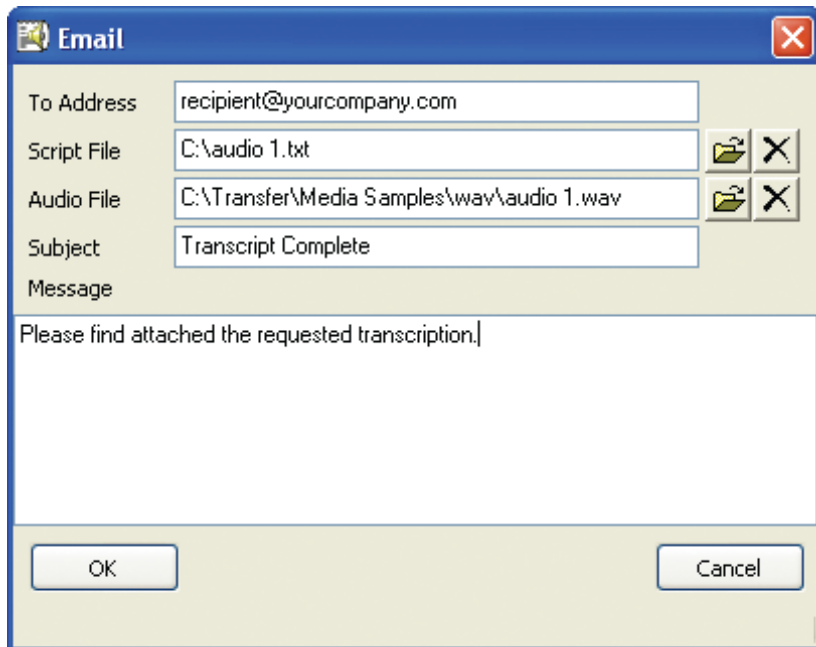 Email
To Address recipient@yourcompany.com
Script File C:\audio 1.txt
Audio File C:\Transfer\Media Samples\wav\audio 1.wav
Subject Transcript Complete
Message
Please find attached the requested transcription.
OK Cancel